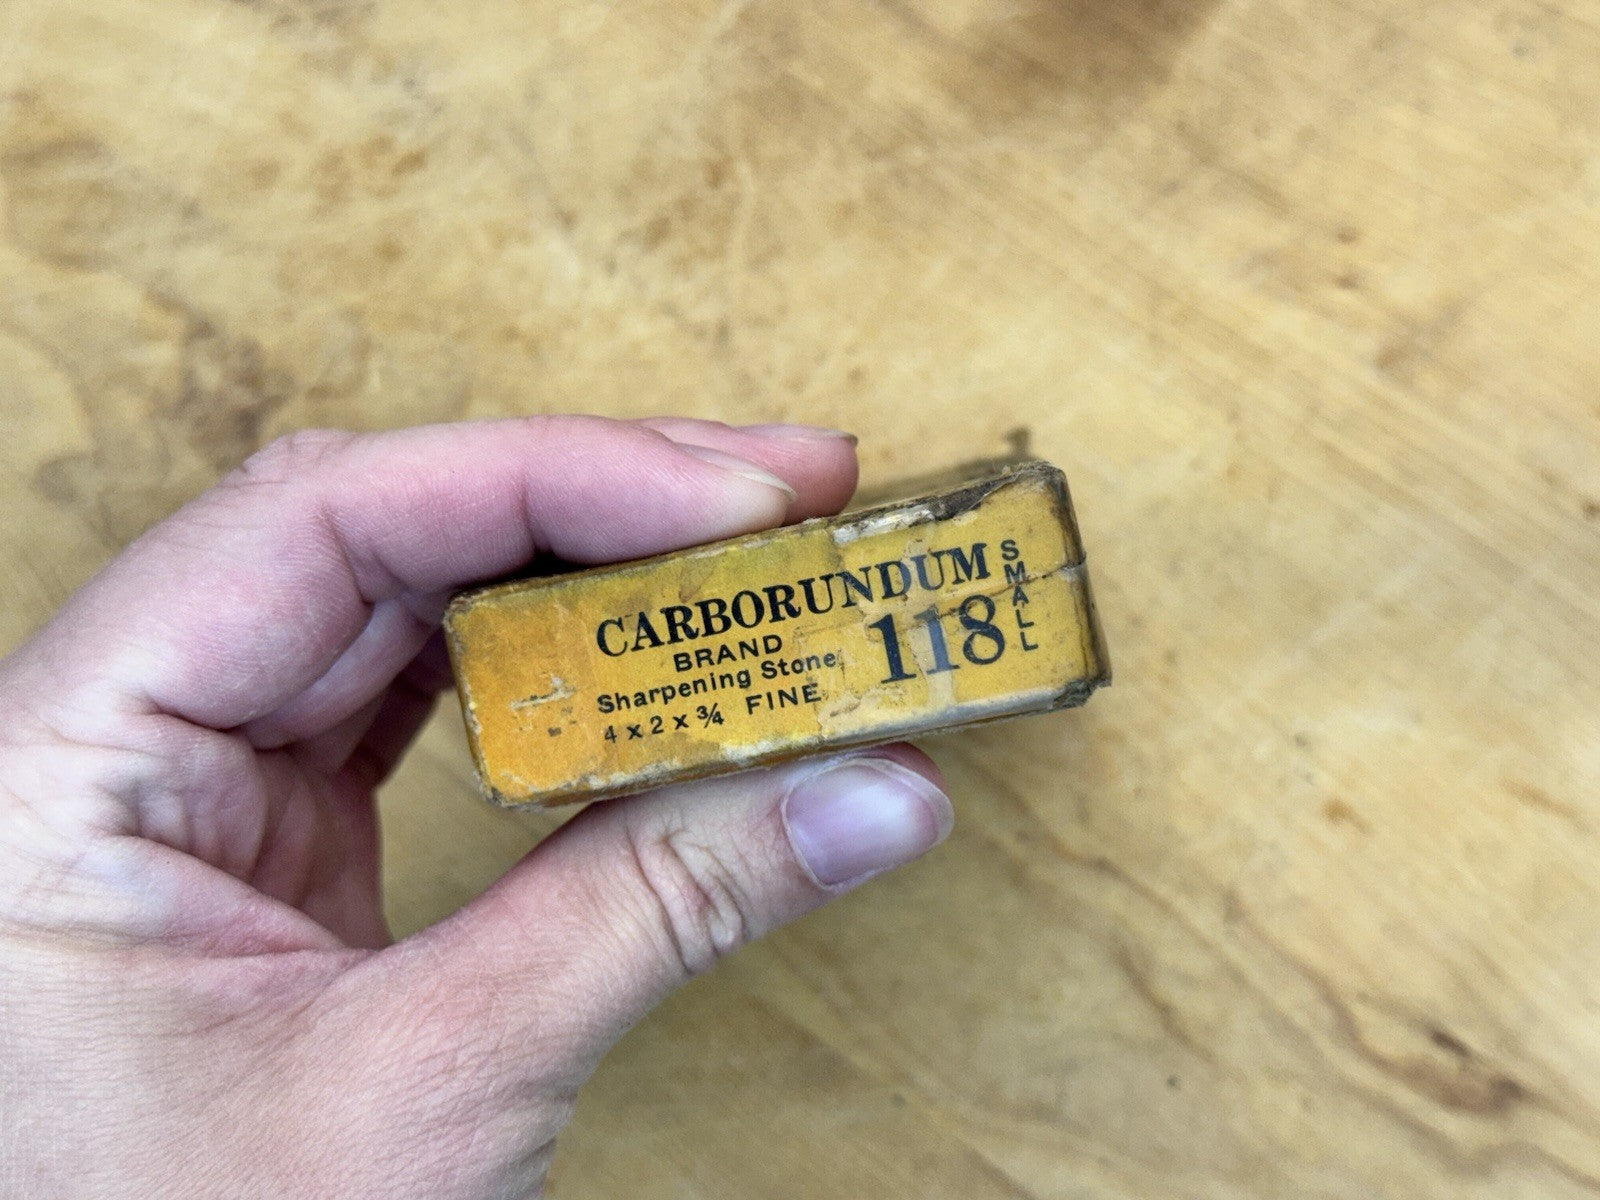 CARBORUNDUM
BRAND
Sharpening Stone
4 x 2 x ¾ FINE
118
SMALL